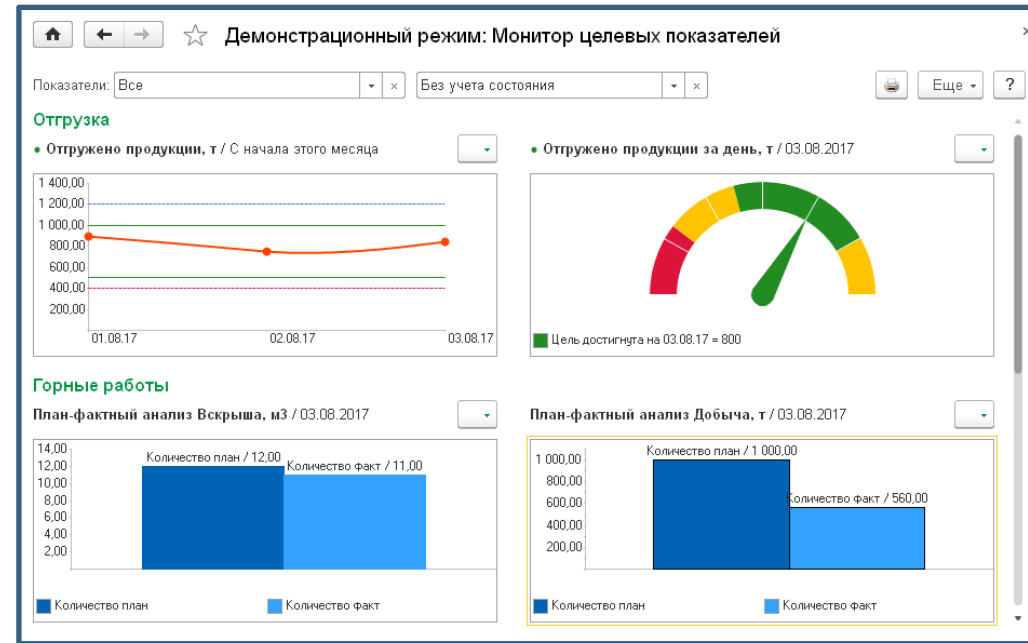 Демонстрационный режим: Монитор целевых показателей
Показатели: Все Без учета состояния Еще ?
Отгрузка
• Отгружено продукции, т / С начала этого месяца
• Отгружено продукции за день, т / 03.08.2017
1 400,00
1 200,00
1 000,00
800,00
600,00
400,00
200,00
01.08.17 02.08.17 03.08.17
Цель достигнута на 03.08.17 = 800
Горные работы
План-фактный анализ Вскрыша, м3 / 03.08.2017
План-фактный анализ Добыча, т / 03.08.2017
14,00
12,00
10,00
8,00
6,00
4,00
2,00
Количество план / 12,00
Количество факт / 11,00
Количество план Количество факт
1 000,00
800,00
600,00
400,00
200,00
Количество план / 1 000,00
Количество факт / 560,00
Количество план Количество факт